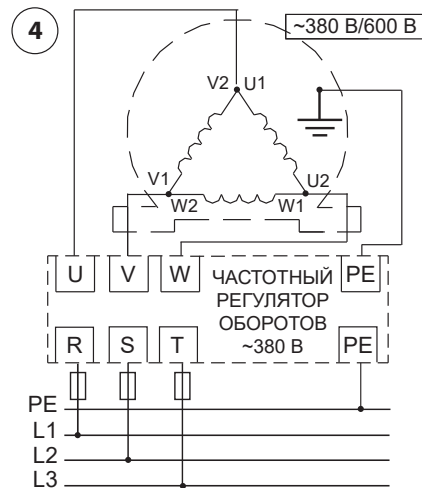 4
~380 В/600 В
V2 U1
V1
U2
W2
W1
U
V
W
ЧАСТОТНЫЙ
РЕГУЛЯТОР
ОБОРОТОВ
~380 В
PE
R
S
T
PE
PE
L1
L2
L3